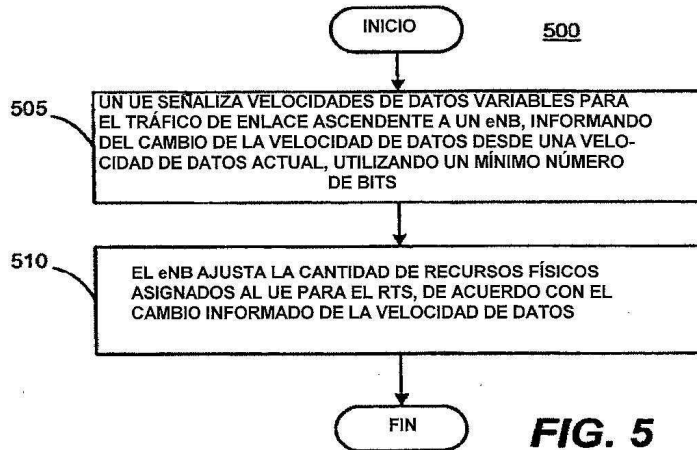 INICIO
500
505
UN UE SEÑALIZA VELOCIDADES DE DATOS VARIABLES PARA
EL TRÁFICO DE ENLACE ASCENDENTE A UN eNB, INFORMANDO
DEL CAMBIO DE LA VELOCIDAD DE DATOS DESDE UNA VELO-
CIDAD DE DATOS ACTUAL, UTILIZANDO UN MÍNIMO NÚMERO
DE BITS
510
EL eNB AJUSTA LA CANTIDAD DE RECURSOS FÍSICOS
ASIGNADOS AL UE PARA EL RTS, DE ACUERDO CON EL
CAMBIO INFORMADO DE LA VELOCIDAD DE DATOS
FIN
FIG. 5